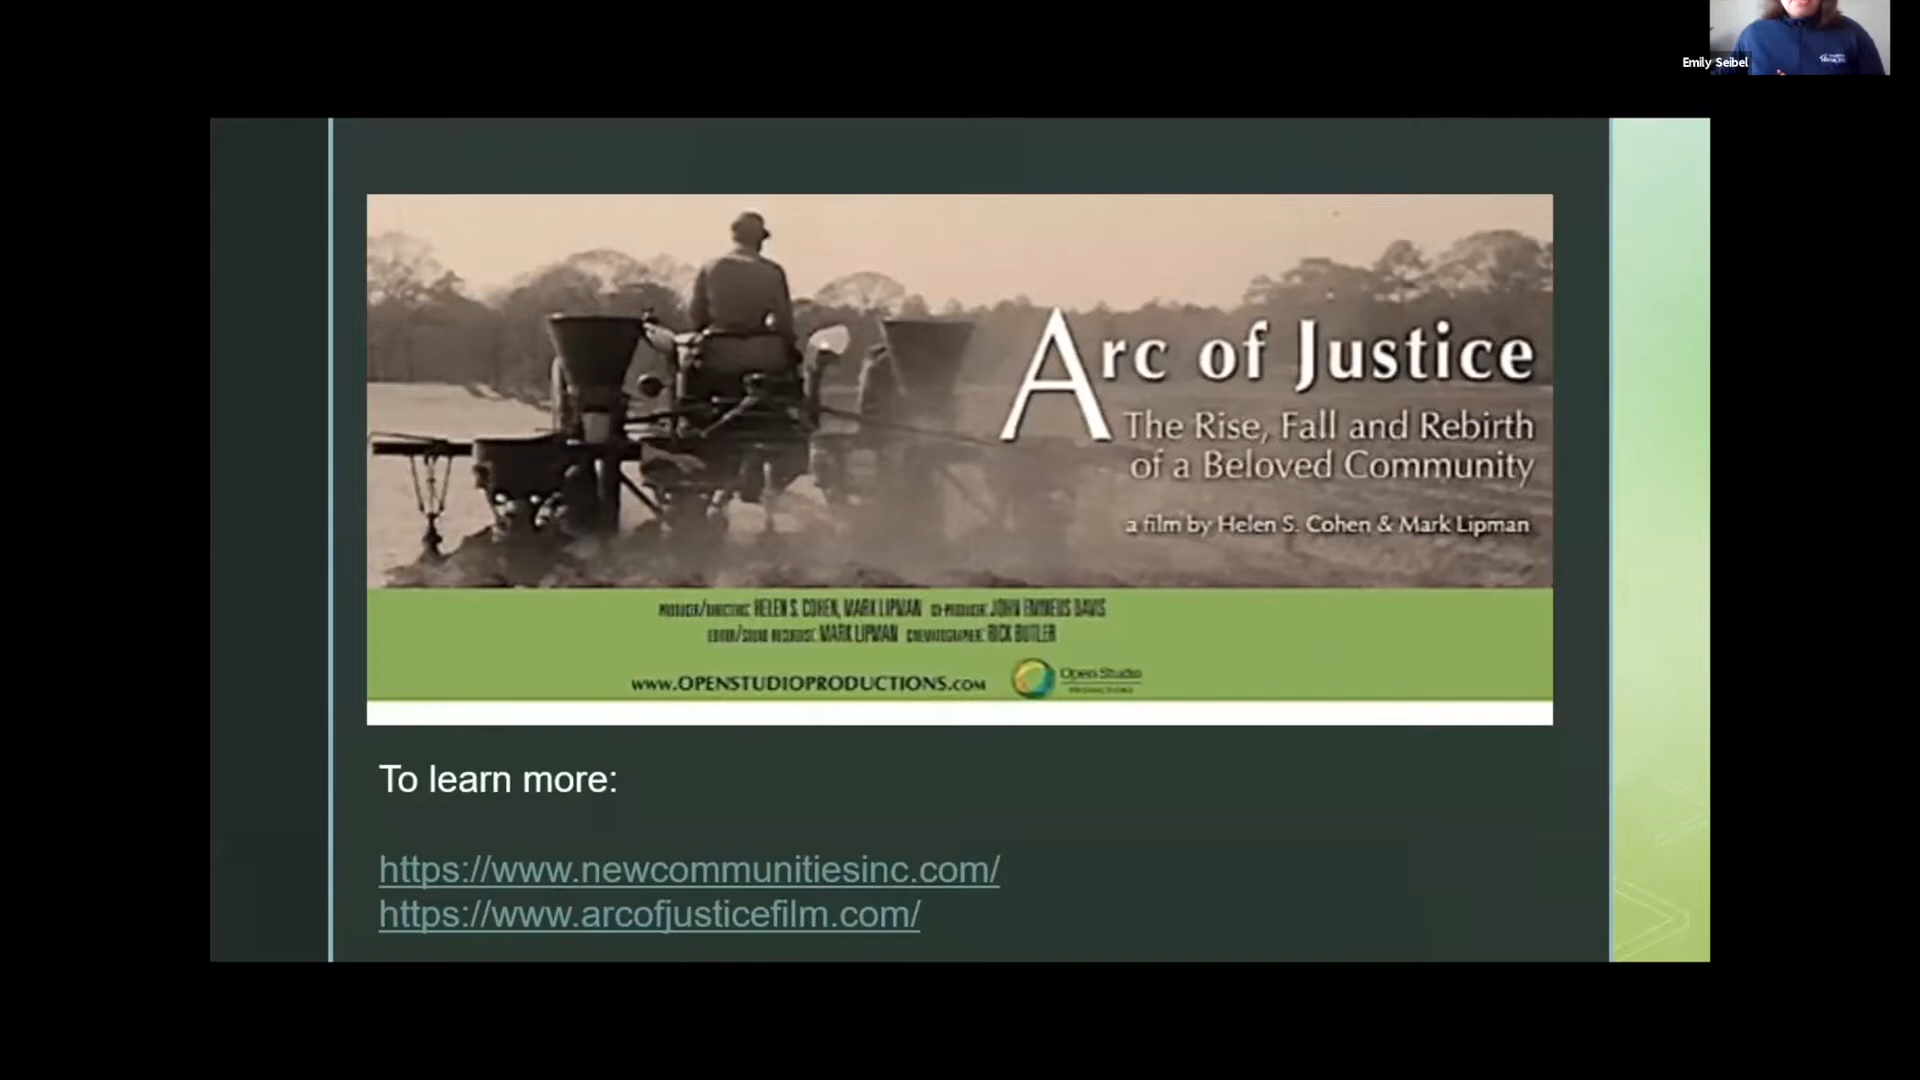 Emily Seibel
Arc of Justice
The Rise, Fall and Rebirth
of a Beloved Community
a film by Helen S. Cohen & Mark Lipman
PRODUCER/DIRECTORS: HELEN S. COHEN, MARK LIPMAN CO-PRODUCER: JOHN EMMEUS DAVIS
EDITOR/SOUND RECORDIST: MARK LIPMAN CINEMATOGRAPHER: RICK BUTLER
WWW.OPENSTUDIOPRODUCTIONS.COM
Open Studio
PRODUCTIONS
To learn more:
https://www.newcommunitiesinc.com/
https://www.arcofjusticefilm.com/